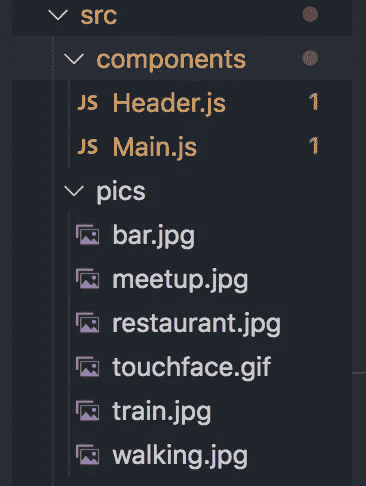 src
components
JS Header.js 1
JS Main.js 1
pics
bar.jpg
meetup.jpg
restaurant.jpg
touchface.gif
train.jpg
walking.jpg